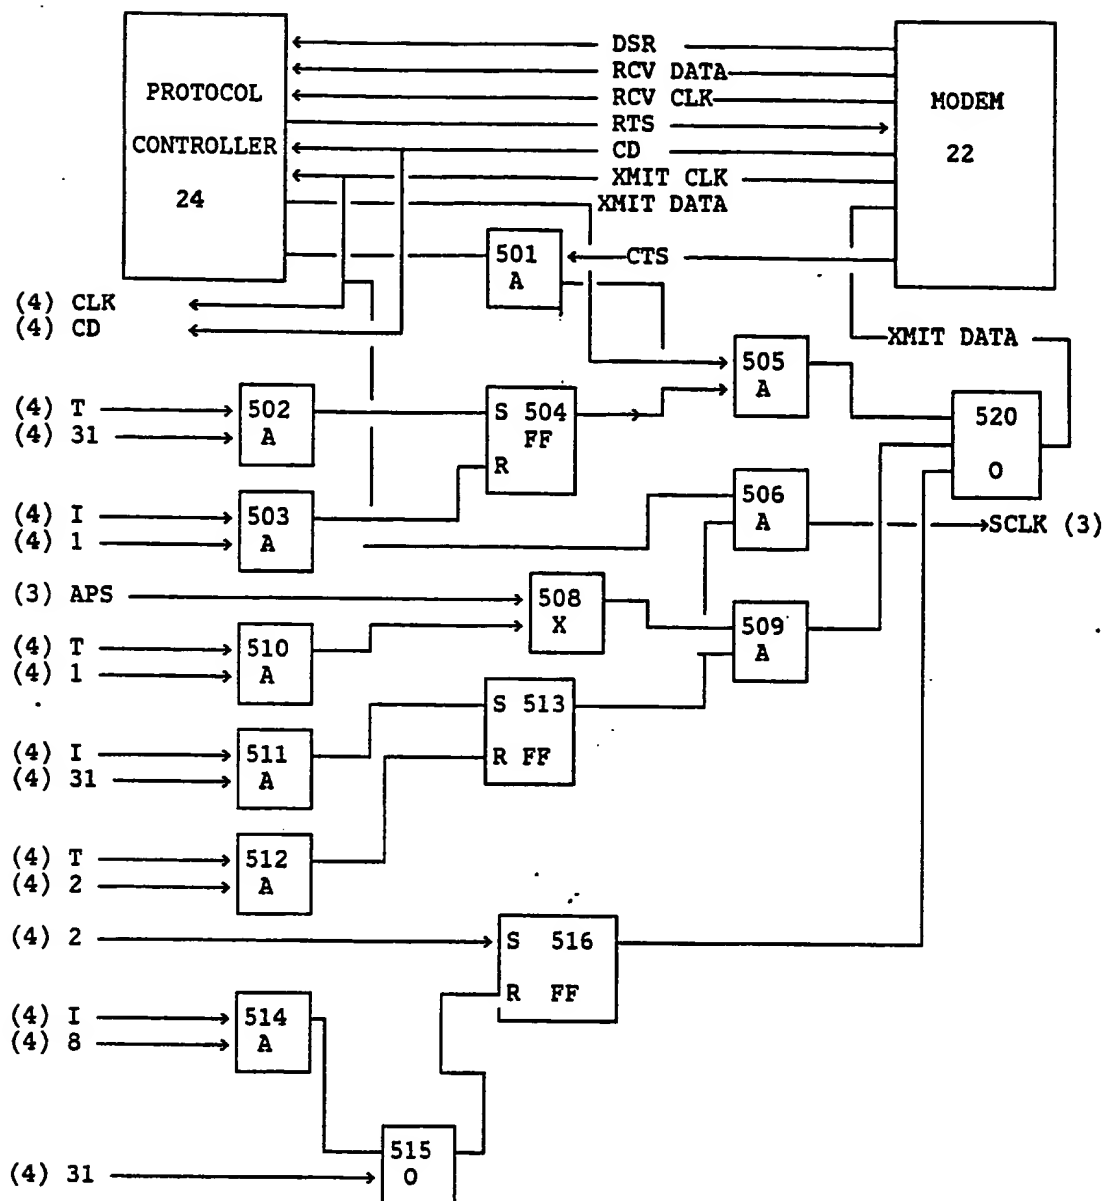 PROTOCOL
CONTROLLER
24
DSR
RCV DATA
RCV CLK
RTS
CD
XMIT CLK
XMIT DATA
MODEM
22
501
A
CTS
(4) CLK
(4) CD
XMIT DATA
505
A
(4) T
(4) 31
502
A
S 504
FF
R
520
O
(4) I
(4) 1
503
A
506
A
SCLK (3)
(3) APS
508
X
509
A
(4) T
(4) 1
510
A
S 513
R FF
(4) I
(4) 31
511
A
(4) T
(4) 2
512
A
(4) 2
S 516
R FF
(4) I
(4) 8
514
A
515
O
(4) 31